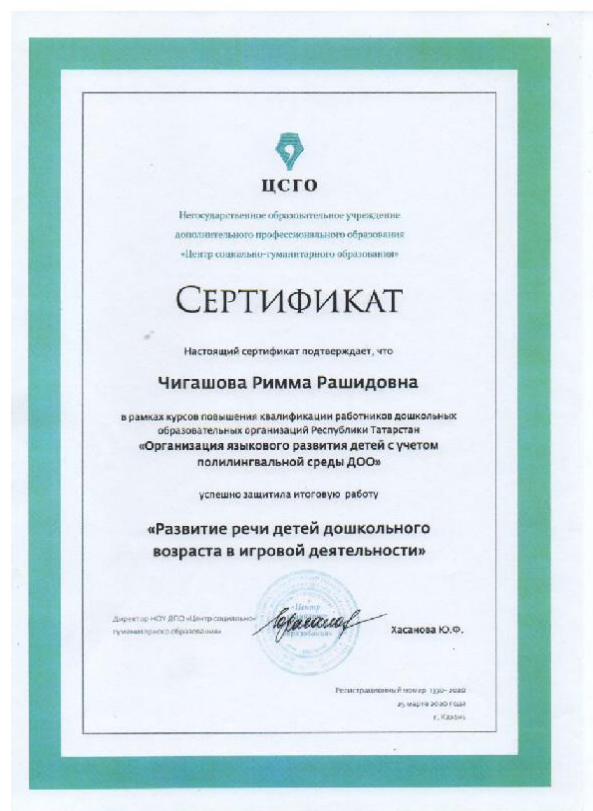 ЦСГО
Негосударственное образовательное учреждение
дополнительного профессионального образования
«Центр социально-гуманитарного образования»
СЕРТИФИКАТ
Настоящий сертификат подтверждает, что
Чигашова Римма Рашидовна
в рамках курсов повышения квалификации работников дошкольных
образовательных организаций Республики Татарстан
«Организация языкового развития детей с учетом
полилингвальной среды ДОО»
успешно защитила итоговую работу
«Развитие речи детей дошкольного
возраста в игровой деятельности»
Директор НОУ ДПО «Центр социально-
гуманитарного образования»
Хасанова Ю.Ф.
Регистрационный номер 1330-2020
25 марта 2020 года
г. Казань